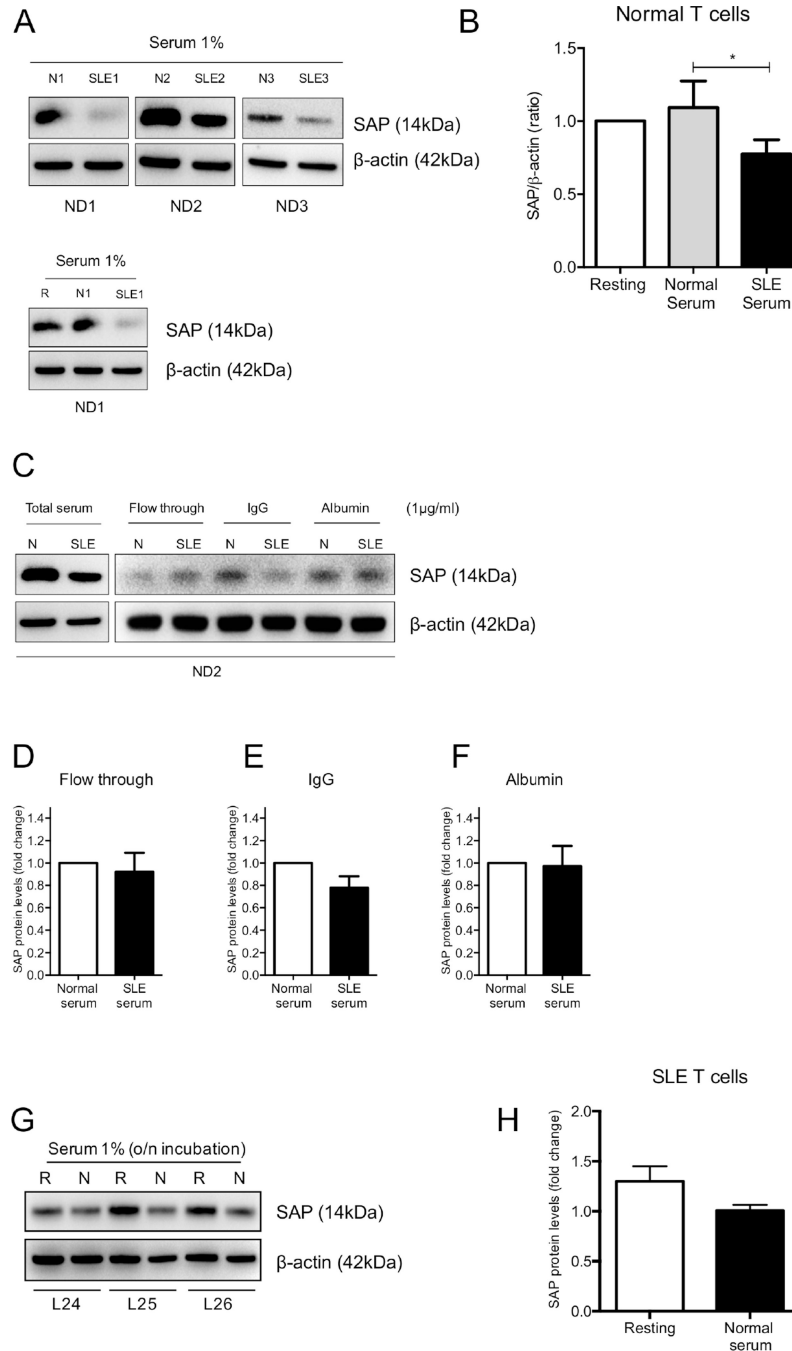 A
Serum 1%
N1 SLE1 N2 SLE2 N3 SLE3
SAP (14kDa)
β-actin (42kDa)
ND1 ND2 ND3
Serum 1%
R N1 SLE1
SAP (14kDa)
β-actin (42kDa)
ND1
B
Normal T cells
*
SAP/β-actin (ratio)
1.5
1.0
0.5
0.0
Resting Normal SLE
Serum Serum
C
Total serum Flow through IgG Albumin (1µg/ml)
N SLE N SLE N SLE N SLE
SAP (14kDa)
β-actin (42kDa)
ND2
D
Flow through
SAP protein levels (fold change)
1.4
1.2
1.0
0.8
0.6
0.4
0.2
0.0
Normal SLE
serum serum
E
IgG
SAP protein levels (fold change)
1.4
1.2
1.0
0.8
0.6
0.4
0.2
0.0
Normal SLE
serum serum
F
Albumin
SAP protein levels (fold change)
1.4
1.2
1.0
0.8
0.6
0.4
0.2
0.0
Normal SLE
serum serum
G
Serum 1% (o/n incubation)
R N R N R N
SAP (14kDa)
β-actin (42kDa)
L24 L25 L26
H
SLE T cells
SAP protein levels (fold change)
2.0
1.5
1.0
0.5
0.0
Resting Normal
serum